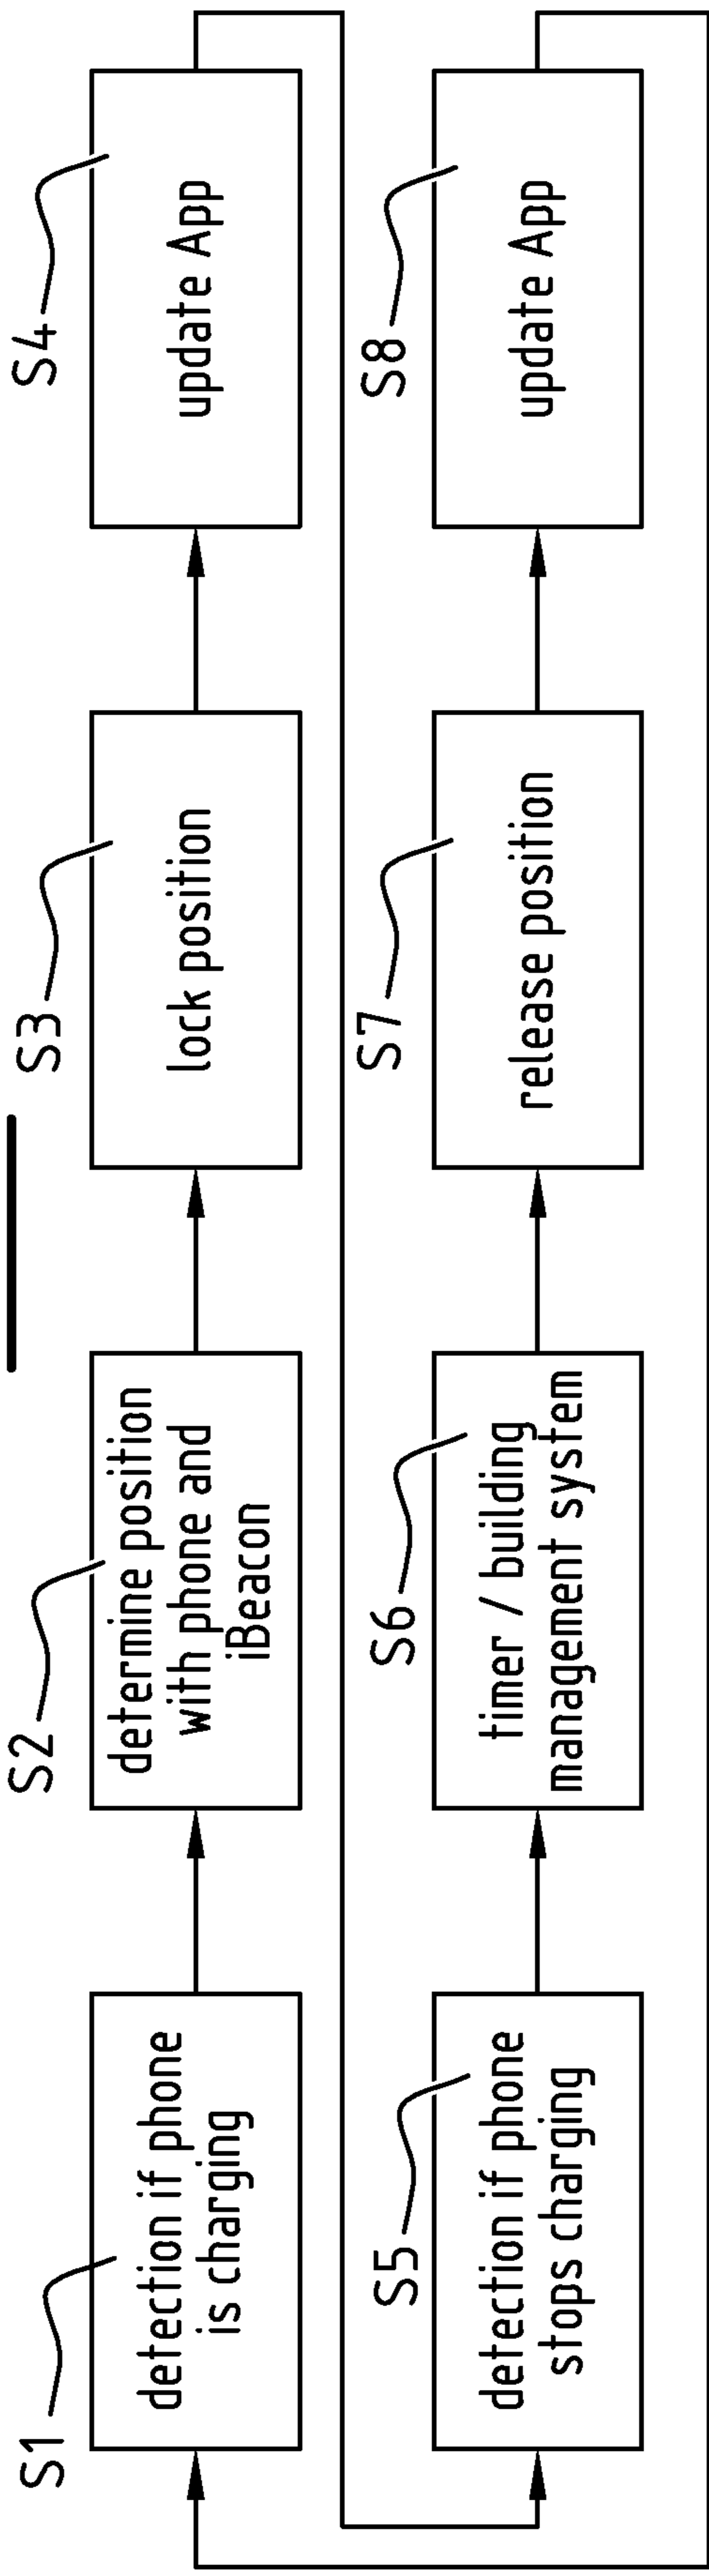 S1
detection if phone
is charging
S2
determine position
with phone and
iBeacon
S3
lock position
S4
update App
S5
detection if phone
stops charging
S6
timer / building
management system
S7
release position
S8
update App